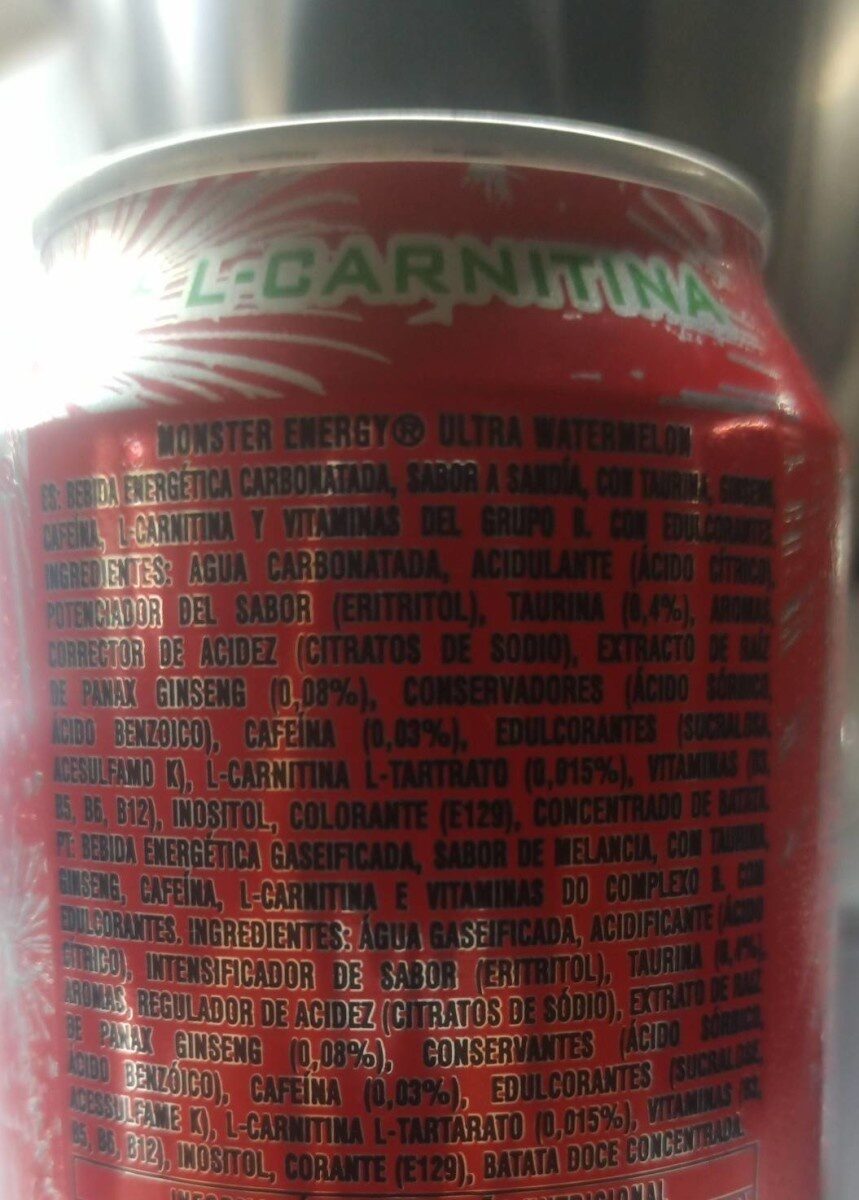 L-CARNITINA
MONSTER ENERGY® ULTRA WATERMELON
ES: BEBIDA ENERGÉTICA CARBONATADA, SABOR A SANDÍA, CON TAURINA, GINSENG,
CAFEÍNA, L-CARNITINA Y VITAMINAS DEL GRUPO B. CON EDULCORANTES.
INGREDIENTES: AGUA CARBONATADA, ACIDULANTE (ÁCIDO CÍTRICO),
POTENCIADOR DEL SABOR (ERITRITOL), TAURINA (0,4%), AROMAS,
CORRECTOR DE ACIDEZ (CITRATOS DE SODIO), EXTRACTO DE RAÍZ
DE PANAX GINSENG (0,08%), CONSERVADORES (ÁCIDO SÓRBICO,
ÁCIDO BENZOICO), CAFEÍNA (0,03%), EDULCORANTES (SUCRALOSA,
ACESULFAMO K), L-CARNITINA L-TARTRATO (0,015%), VITAMINAS (B3,
B5, B6, B12), INOSITOL, COLORANTE (E129), CONCENTRADO DE BATATA.
PT: BEBIDA ENERGÉTICA GASEIFICADA, SABOR DE MELANCIA, COM TAURINA,
GINSENG, CAFEÍNA, L-CARNITINA E VITAMINAS DO COMPLEXO B. COM
EDULCORANTES. INGREDIENTES: ÁGUA GASEIFICADA, ACIDIFICANTE (ÁCIDO
CÍTRICO), INTENSIFICADOR DE SABOR (ERITRITOL), TAURINA (0,4%),
AROMAS, REGULADOR DE ACIDEZ (CITRATOS DE SÓDIO), EXTRATO DE RAIZ
DE PANAX GINSENG (0,08%), CONSERVANTES (ÁCIDO SÓRBICO,
ÁCIDO BENZÓICO), CAFEÍNA (0,03%), EDULCORANTES (SUCRALOSE,
ACESSULFAME K), L-CARNITINA L-TARTARATO (0,015%), VITAMINAS (B3,
B5, B6, B12), INOSITOL, CORANTE (E129), BATATA DOCE CONCENTRADA.